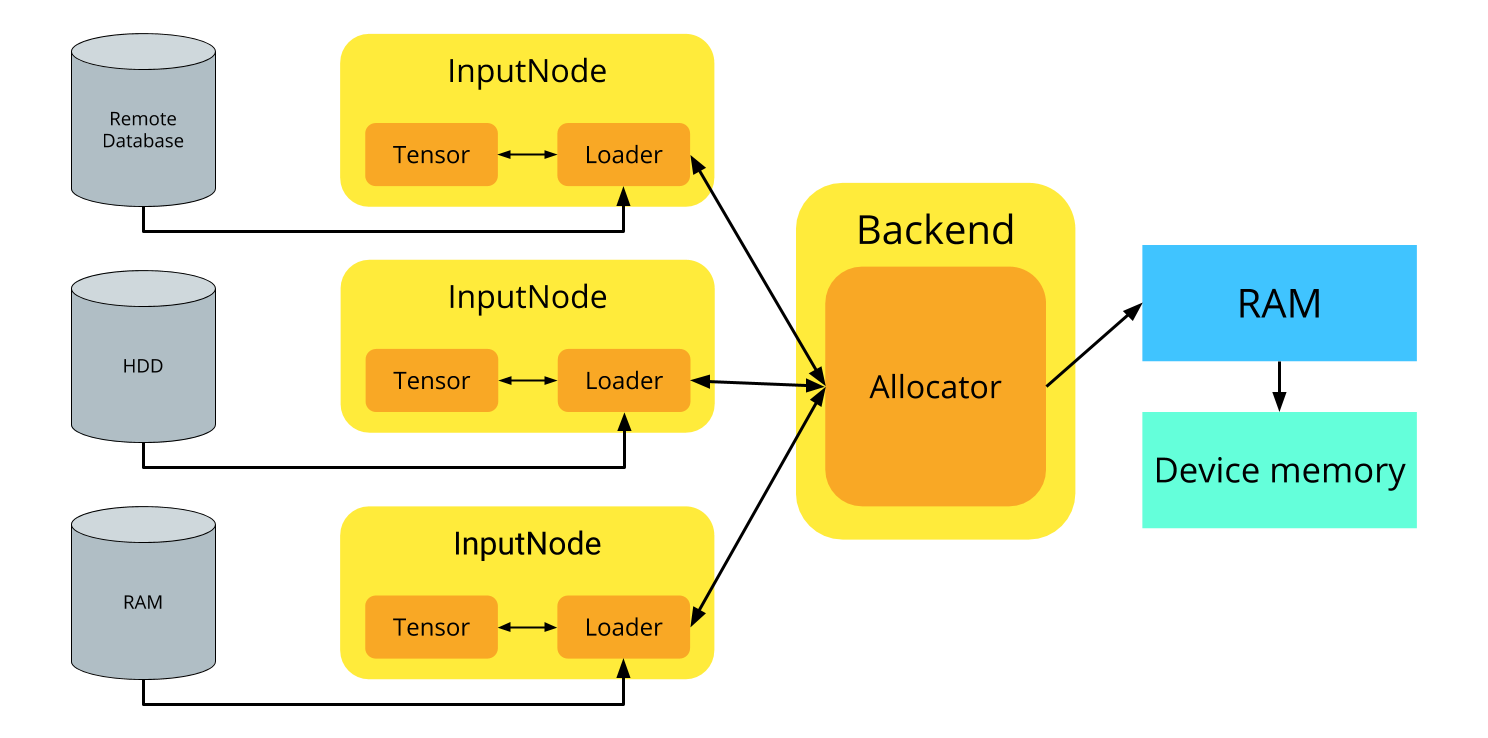 Remote
Database
InputNode
Tensor
Loader
HDD
InputNode
Tensor
Loader
RAM
InputNode
Tensor
Loader
Backend
Allocator
RAM
Device memory